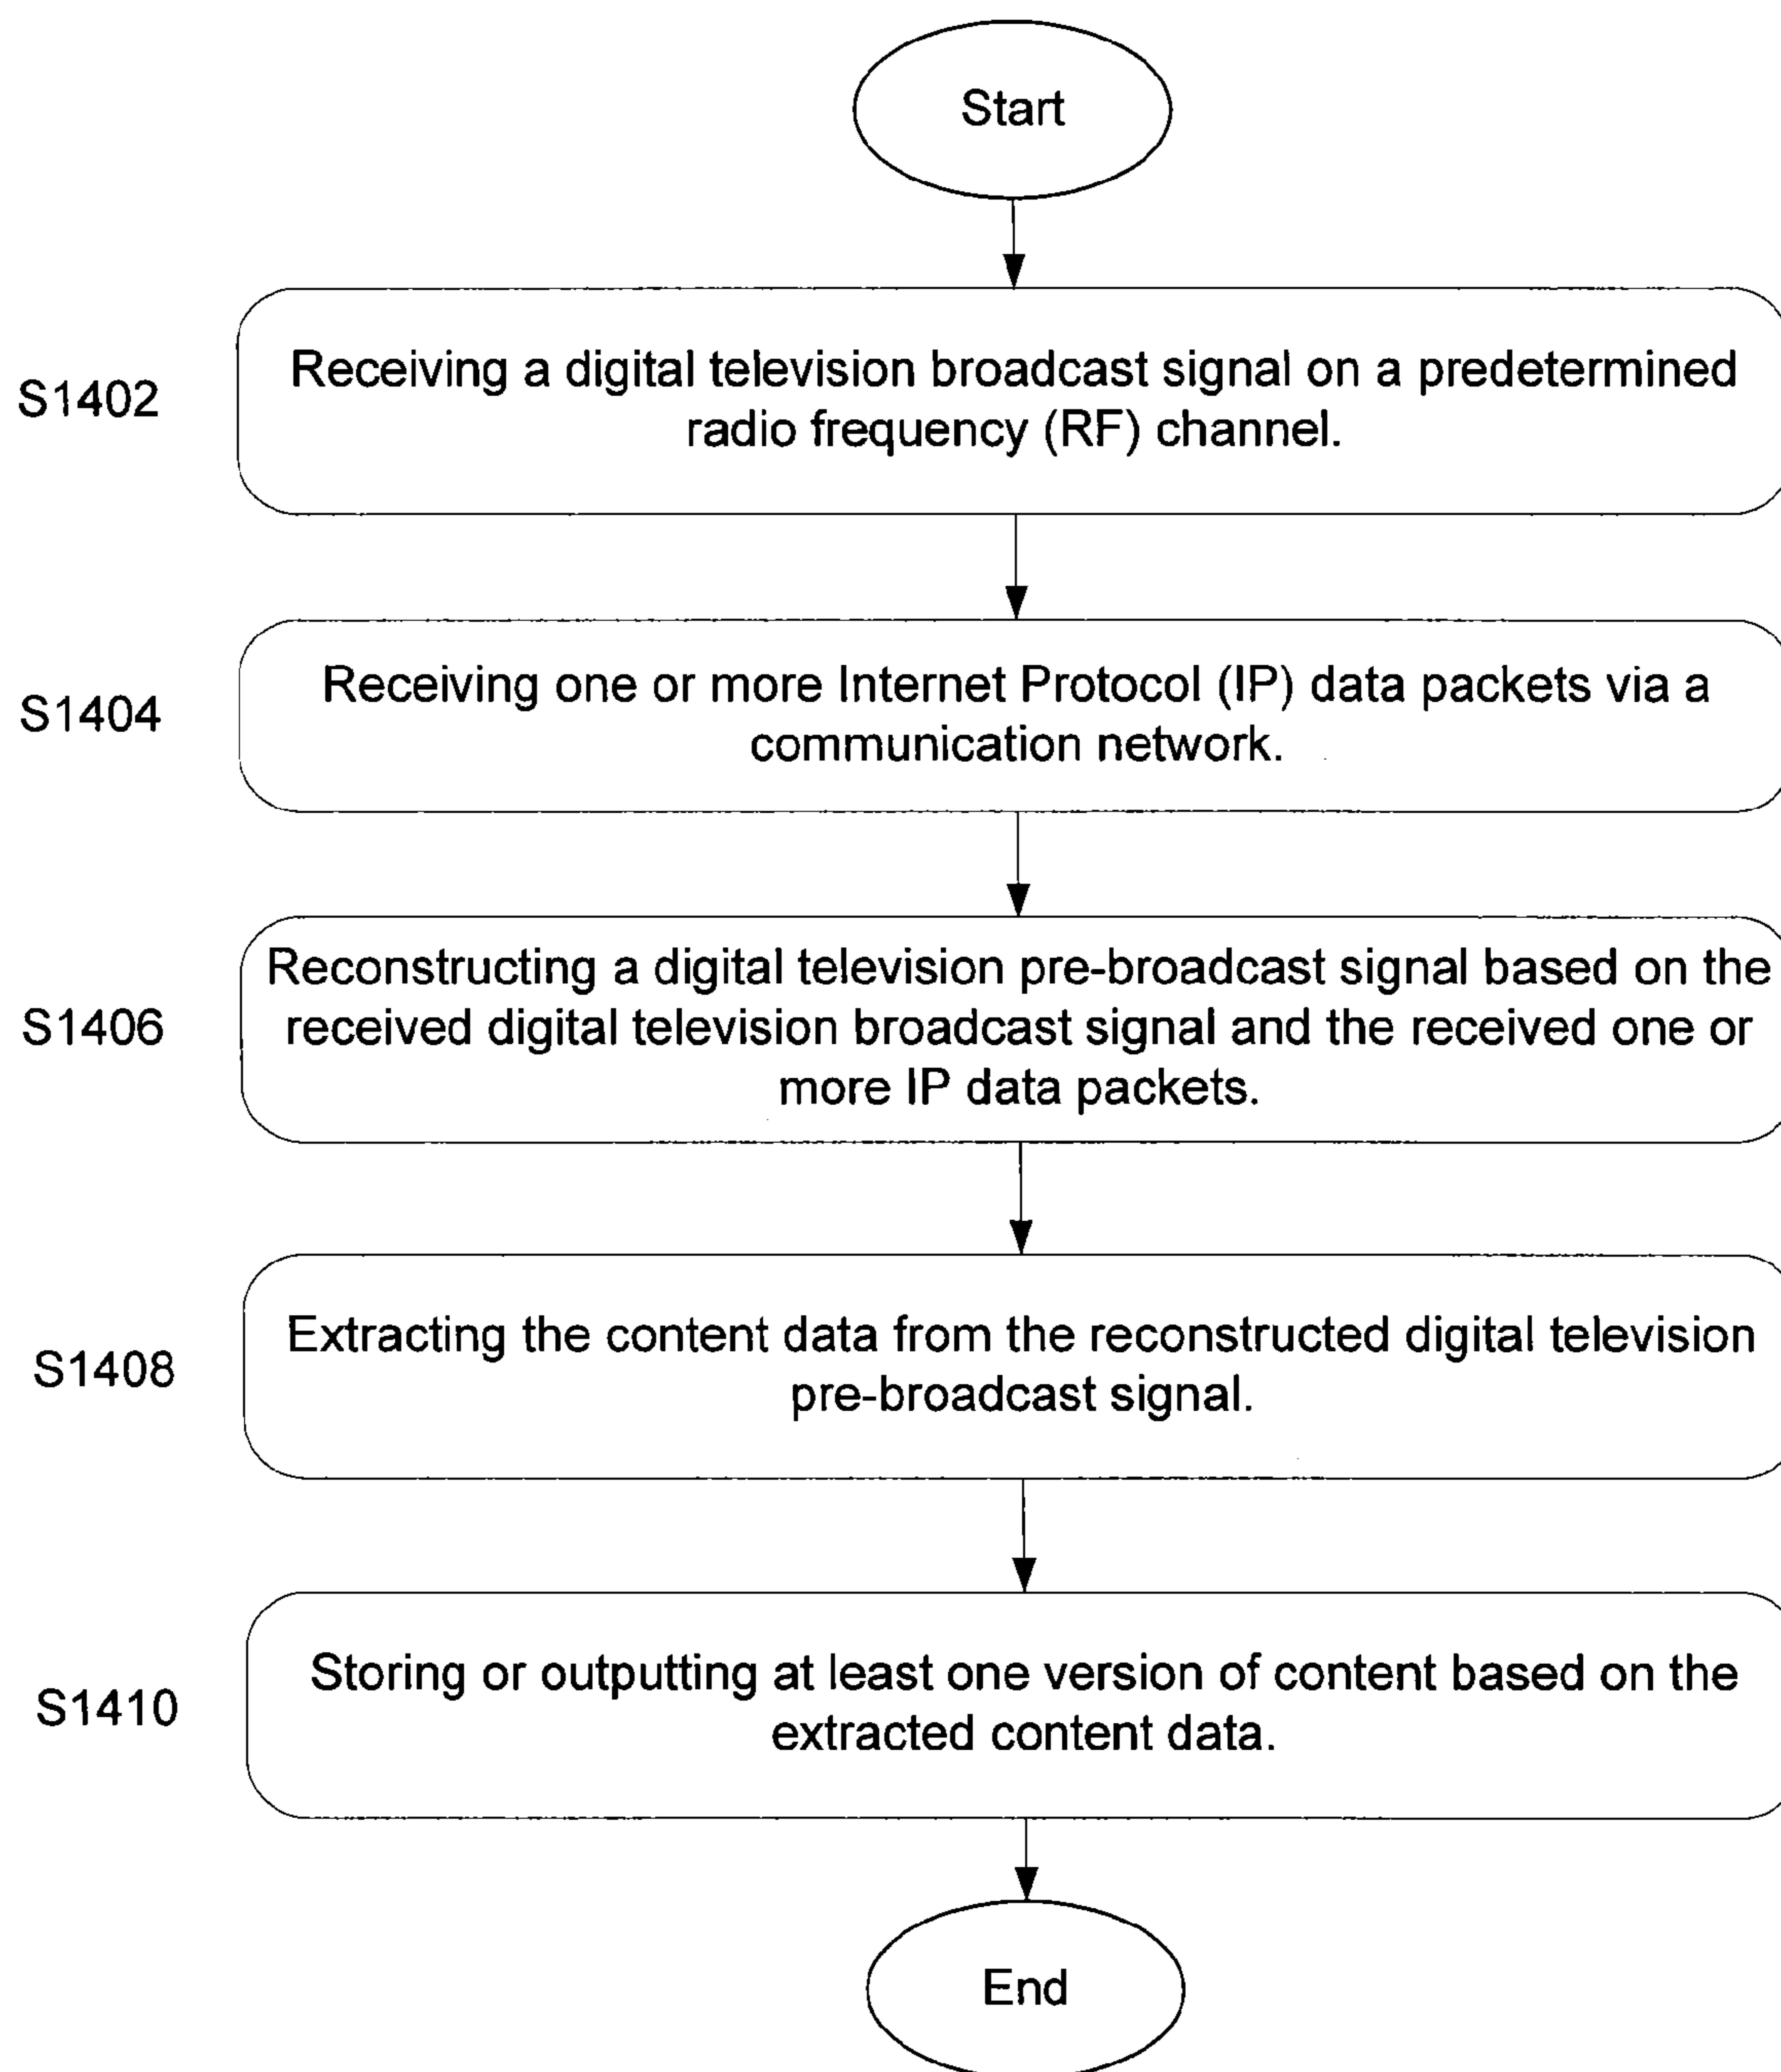 Start
S1402
Receiving a digital television broadcast signal on a predetermined
radio frequency (RF) channel.
S1404
Receiving one or more Internet Protocol (IP) data packets via a
communication network.
S1406
Reconstructing a digital television pre-broadcast signal based on the
received digital television broadcast signal and the received one or
more IP data packets.
S1408
Extracting the content data from the reconstructed digital television
pre-broadcast signal.
S1410
Storing or outputting at least one version of content based on the
extracted content data.
End